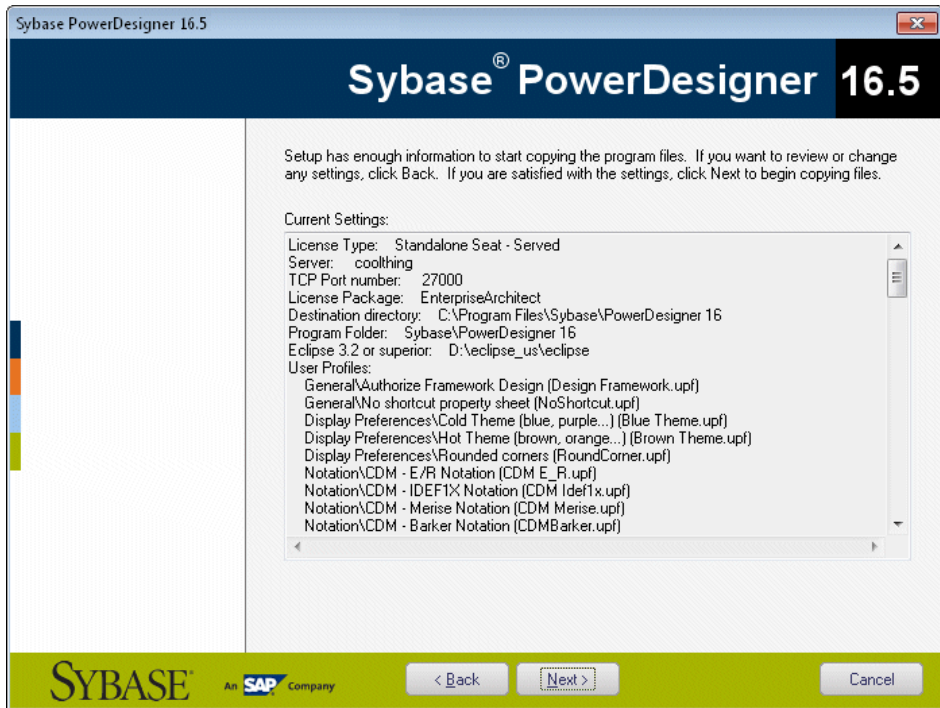 Sybase PowerDesigner 16.5
Sybase® PowerDesigner 16.5
Setup has enough information to start copying the program files. If you want to review or change
any settings, click Back. If you are satisfied with the settings, click Next to begin copying files.
Current Settings:
License Type: Standalone Seat - Served
Server: coolthing
TCP Port number: 27000
License Package: EnterpriseArchitect
Destination directory: C:\Program Files\Sybase\PowerDesigner 16
Program Folder: Sybase\PowerDesigner 16
Eclipse 3.2 or superior: D:\eclipse_us\eclipse
User Profiles:
General\Authorize Framework Design (Design Framework.upf)
General\No shortcut property sheet (NoShortcut.upf)
Display Preferences\Cold Theme (blue, purple...) (Blue Theme.upf)
Display Preferences\Hot Theme (brown, orange...) (Brown Theme.upf)
Display Preferences\Rounded corners (RoundCorner.upf)
Notation\CDM - E/R Notation (CDM E_R.upf)
Notation\CDM - IDEF1X Notation (CDM Idef1x.upf)
Notation\CDM - Merise Notation (CDM Merise.upf)
Notation\CDM - Barker Notation (CDMBarker.upf)
SYBASE An SAP Company
< Back Next > Cancel